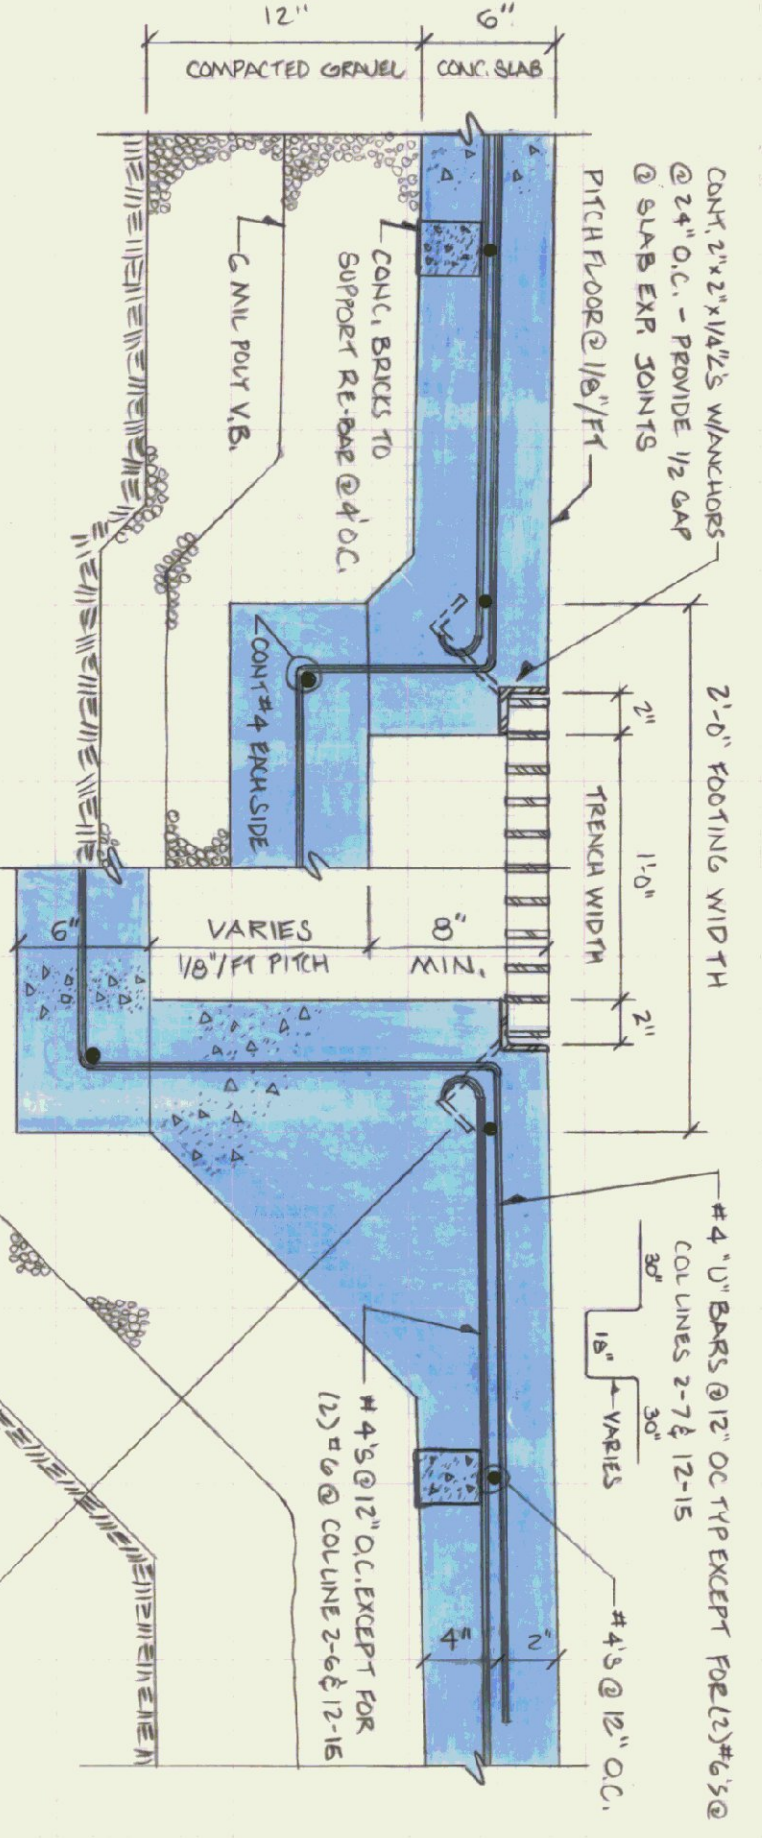 CONT. 2"x2"x1/4"L'S W/ANCHORS
@ 24" O.C. - PROVIDE 1/2 GAP
@ SLAB EXP. JOINTS
PITCH FLOOR @ 1/8"/FT
2'-0" FOOTING WIDTH
2"
1'-0"
2"
TRENCH WIDTH
#4 "U" BARS @ 12" OC TYP EXCEPT FOR (2) #6'S @
COL LINES 2-7 & 12-15
30"
18"
30"
VARIES
#4'S @ 12" O.C.
6"
CONC. SLAB
12"
COMPACTED GRAVEL
CONC. BRICKS TO
SUPPORT RE-BAR @ 4' O.C.
6 MIL POLY V.B.
CONT #4 EACH SIDE
8"
MIN.
VARIES
1/8"/FT PITCH
6"
#4'S @ 12" O.C. EXCEPT FOR
(2) #6 @ COL LINE 2-6 & 12-15
2"
4"